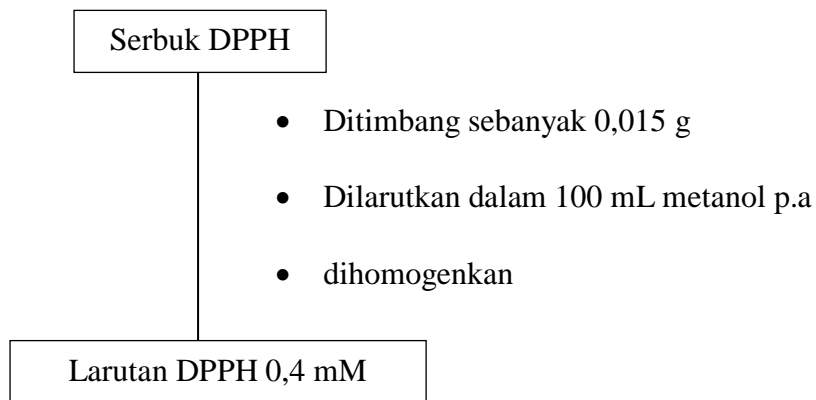 Serbuk DPPH
• Ditimbang sebanyak 0,015 g
• Dilarutkan dalam 100 mL metanol p.a
• dihomogenkan
Larutan DPPH 0,4 mM